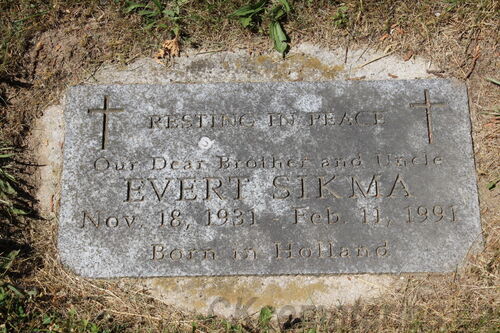 RESTING IN PEACE
Our Dear Brother and Uncle
EVERT SIKMA
Nov. 18, 1931 Feb. 11, 1991
Born in Holland